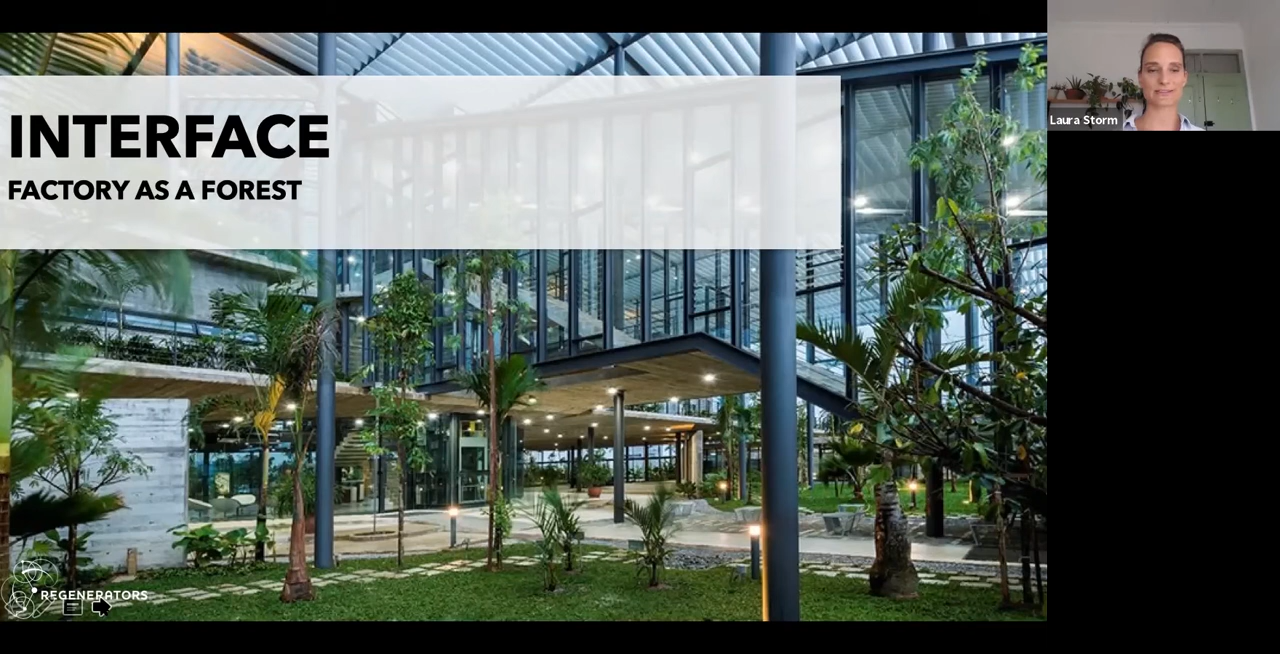 INTERFACE
FACTORY AS A FOREST
Laura Storm
REGENERATORS